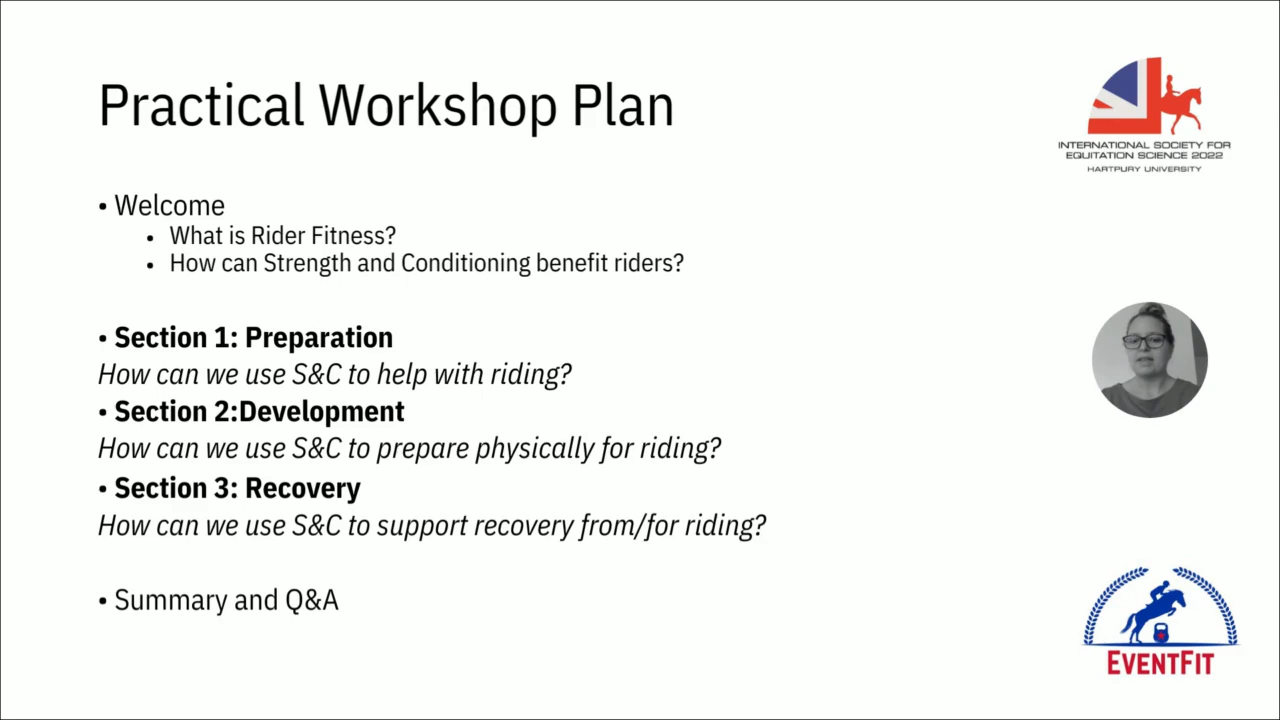 Practical Workshop Plan
INTERNATIONAL SOCIETY FOR
EQUITATION SCIENCE 2022
HARTPURY UNIVERSITY
• Welcome
• What is Rider Fitness?
• How can Strength and Conditioning benefit riders?
• Section 1: Preparation
How can we use S&C to help with riding?
• Section 2:Development
How can we use S&C to prepare physically for riding?
• Section 3: Recovery
How can we use S&C to support recovery from/for riding?
• Summary and Q&A
EVENTFIT